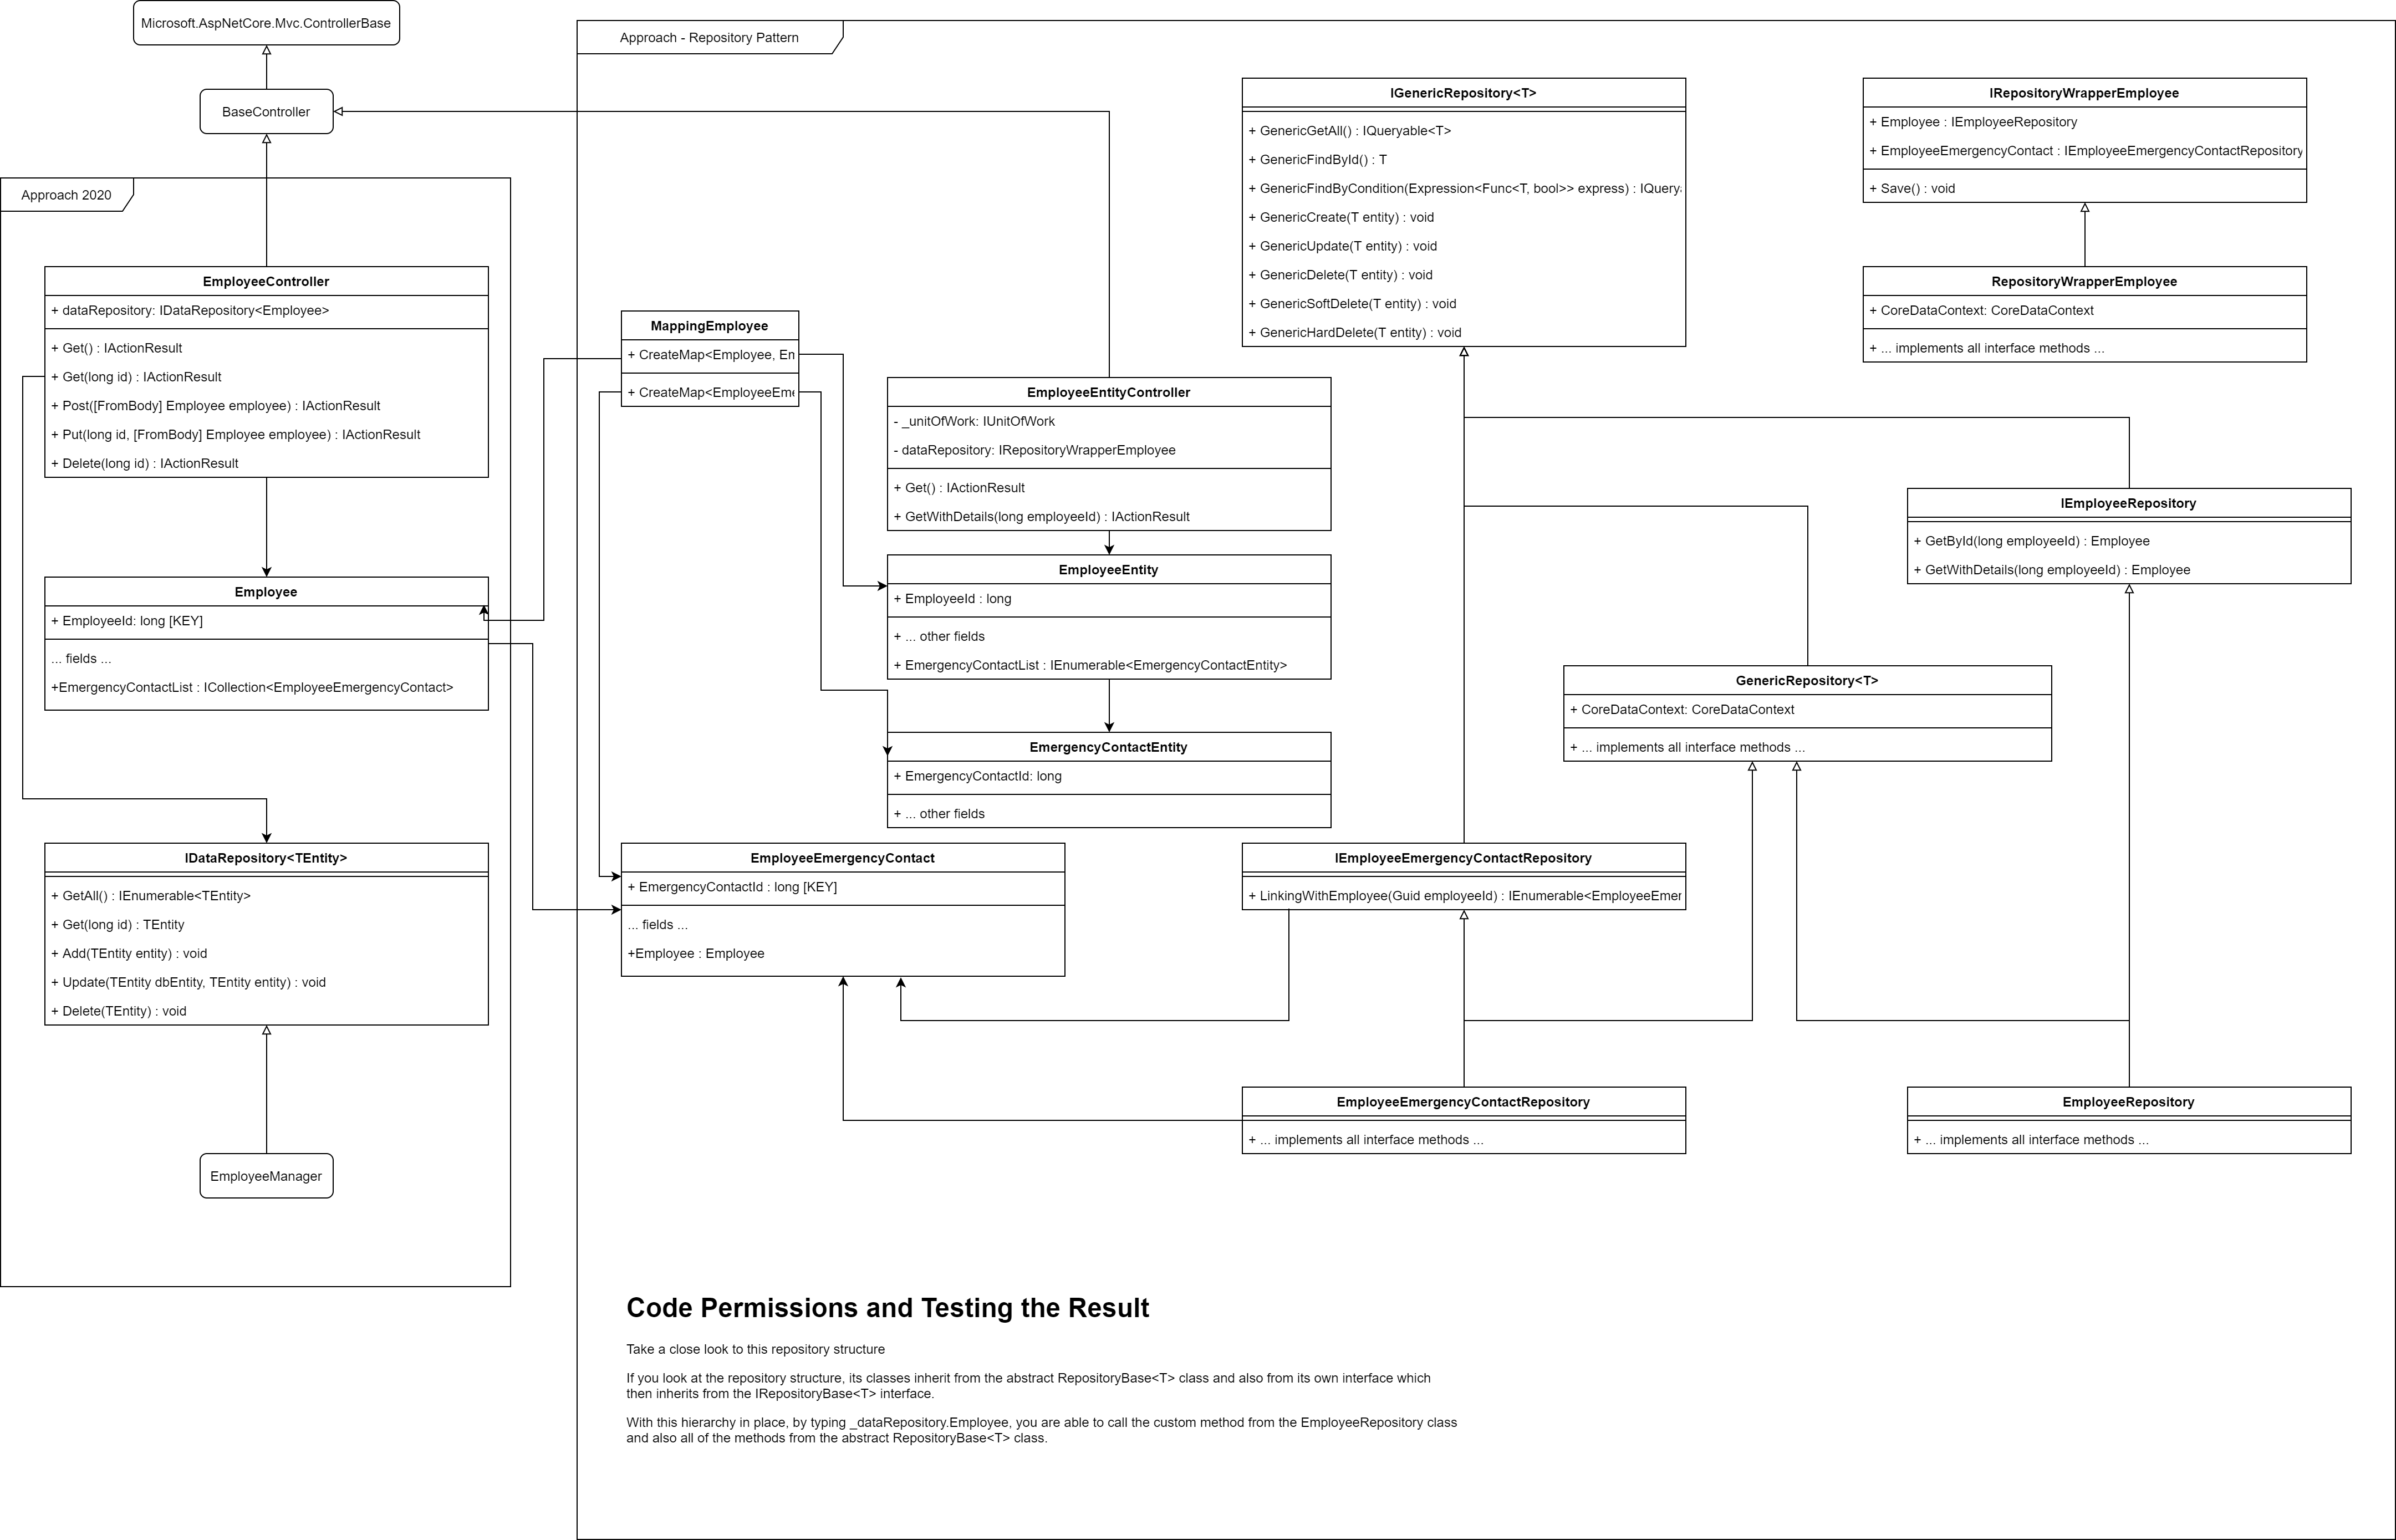 Microsoft.AspNetCore.Mvc.ControllerBase
BaseController
Approach 2020
EmployeeController
+ dataRepository: IDataRepository<Employee>
+ Get() : IActionResult
+ Get(long id) : IActionResult
+ Post([FromBody] Employee employee) : IActionResult
+ Put(long id, [FromBody] Employee employee) : IActionResult
+ Delete(long id) : IActionResult
Employee
+ EmployeeId: long [KEY]
... fields ...
+EmergencyContactList : ICollection<EmployeeEmergencyContact>
IDataRepository<TEntity>
+ GetAll() : IEnumerable<TEntity>
+ Get(long id) : TEntity
+ Add(TEntity entity) : void
+ Update(TEntity dbEntity, TEntity entity) : void
+ Delete(TEntity) : void
EmployeeManager
Approach - Repository Pattern
MappingEmployee
+ CreateMap<Employee, En
+ CreateMap<EmployeeEme
EmployeeEntityController
- _unitOfWork: IUnitOfWork
- dataRepository: IRepositoryWrapperEmployee
+ Get() : IActionResult
+ GetWithDetails(long employeeId) : IActionResult
EmployeeEntity
+ EmployeeId : long
+ ... other fields
+ EmergencyContactList : IEnumerable<EmergencyContactEntity>
EmergencyContactEntity
+ EmergencyContactId: long
+ ... other fields
EmployeeEmergencyContact
+ EmergencyContactId : long [KEY]
... fields ...
+Employee : Employee
IGenericRepository<T>
+ GenericGetAll() : IQueryable<T>
+ GenericFindById() : T
+ GenericFindByCondition(Expression<Func<T, bool>> express) : IQuery
+ GenericCreate(T entity) : void
+ GenericUpdate(T entity) : void
+ GenericDelete(T entity) : void
+ GenericSoftDelete(T entity) : void
+ GenericHardDelete(T entity) : void
IRepositoryWrapperEmployee
+ Employee : IEmployeeRepository
+ EmployeeEmergencyContact : IEmployeeEmergencyContactRepository
+ Save() : void
RepositoryWrapperEmployee
+ CoreDataContext: CoreDataContext
+ ... implements all interface methods ...
IEmployeeRepository
+ GetById(long employeeId) : Employee
+ GetWithDetails(long employeeId) : Employee
GenericRepository<T>
+ CoreDataContext: CoreDataContext
+ ... implements all interface methods ...
IEmployeeEmergencyContactRepository
+ LinkingWithEmployee(Guid employeeId) : IEnumerable<EmployeeEmer
EmployeeEmergencyContactRepository
+ ... implements all interface methods ...
EmployeeRepository
+ ... implements all interface methods ...
Code Permissions and Testing the Result
Take a close look to this repository structure
If you look at the repository structure, its classes inherit from the abstract RepositoryBase<T> class and also from its own interface which
then inherits from the IRepositoryBase<T> interface.
With this hierarchy in place, by typing _dataRepository.Employee, you are able to call the custom method from the EmployeeRepository class
and also all of the methods from the abstract RepositoryBase<T> class.